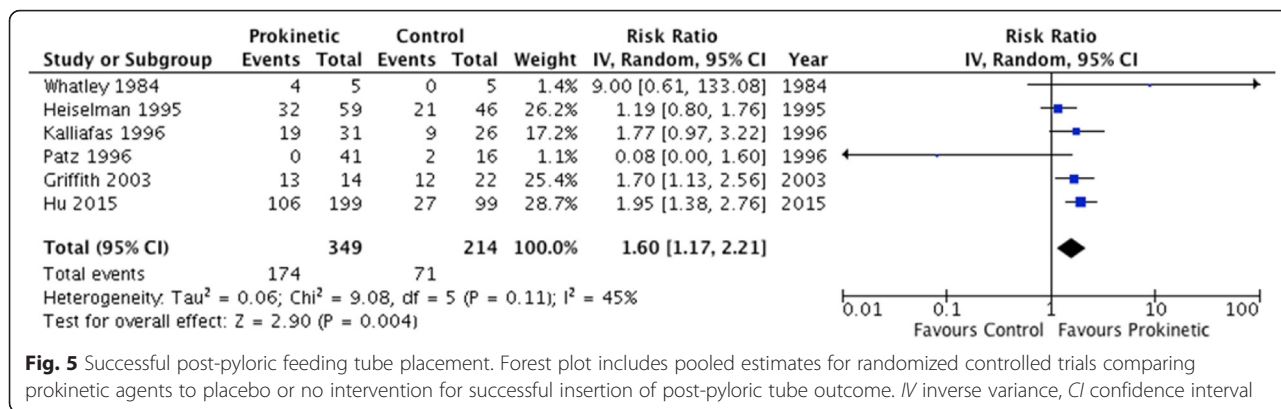 Prokinetic Control Risk Ratio Risk Ratio
Study or Subgroup Events Total Events Total Weight IV, Random, 95% CI Year IV, Random, 95% CI
Whatley 1984 4 5 0 5 1.4% 9.00 [0.61, 133.08] 1984
Heiselman 1995 32 59 21 46 26.2% 1.19 [0.80, 1.76] 1995
Kalliafas 1996 19 31 9 26 17.2% 1.77 [0.97, 3.22] 1996
Patz 1996 0 41 2 16 1.1% 0.08 [0.00, 1.60] 1996
Griffith 2003 13 14 12 22 25.4% 1.70 [1.13, 2.56] 2003
Hu 2015 106 199 27 99 28.7% 1.95 [1.38, 2.76] 2015
Total (95% CI) 349 214 100.0% 1.60 [1.17, 2.21]
Total events 174 71
Heterogeneity: Tau² = 0.06; Chi² = 9.08, df = 5 (P = 0.11); I² = 45%
Test for overall effect: Z = 2.90 (P = 0.004)
0.01 0.1 1 10 100
Favours Control Favours Prokinetic
Fig. 5 Successful post-pyloric feeding tube placement. Forest plot includes pooled estimates for randomized controlled trials comparing
prokinetic agents to placebo or no intervention for successful insertion of post-pyloric tube outcome. IV inverse variance, CI confidence interval